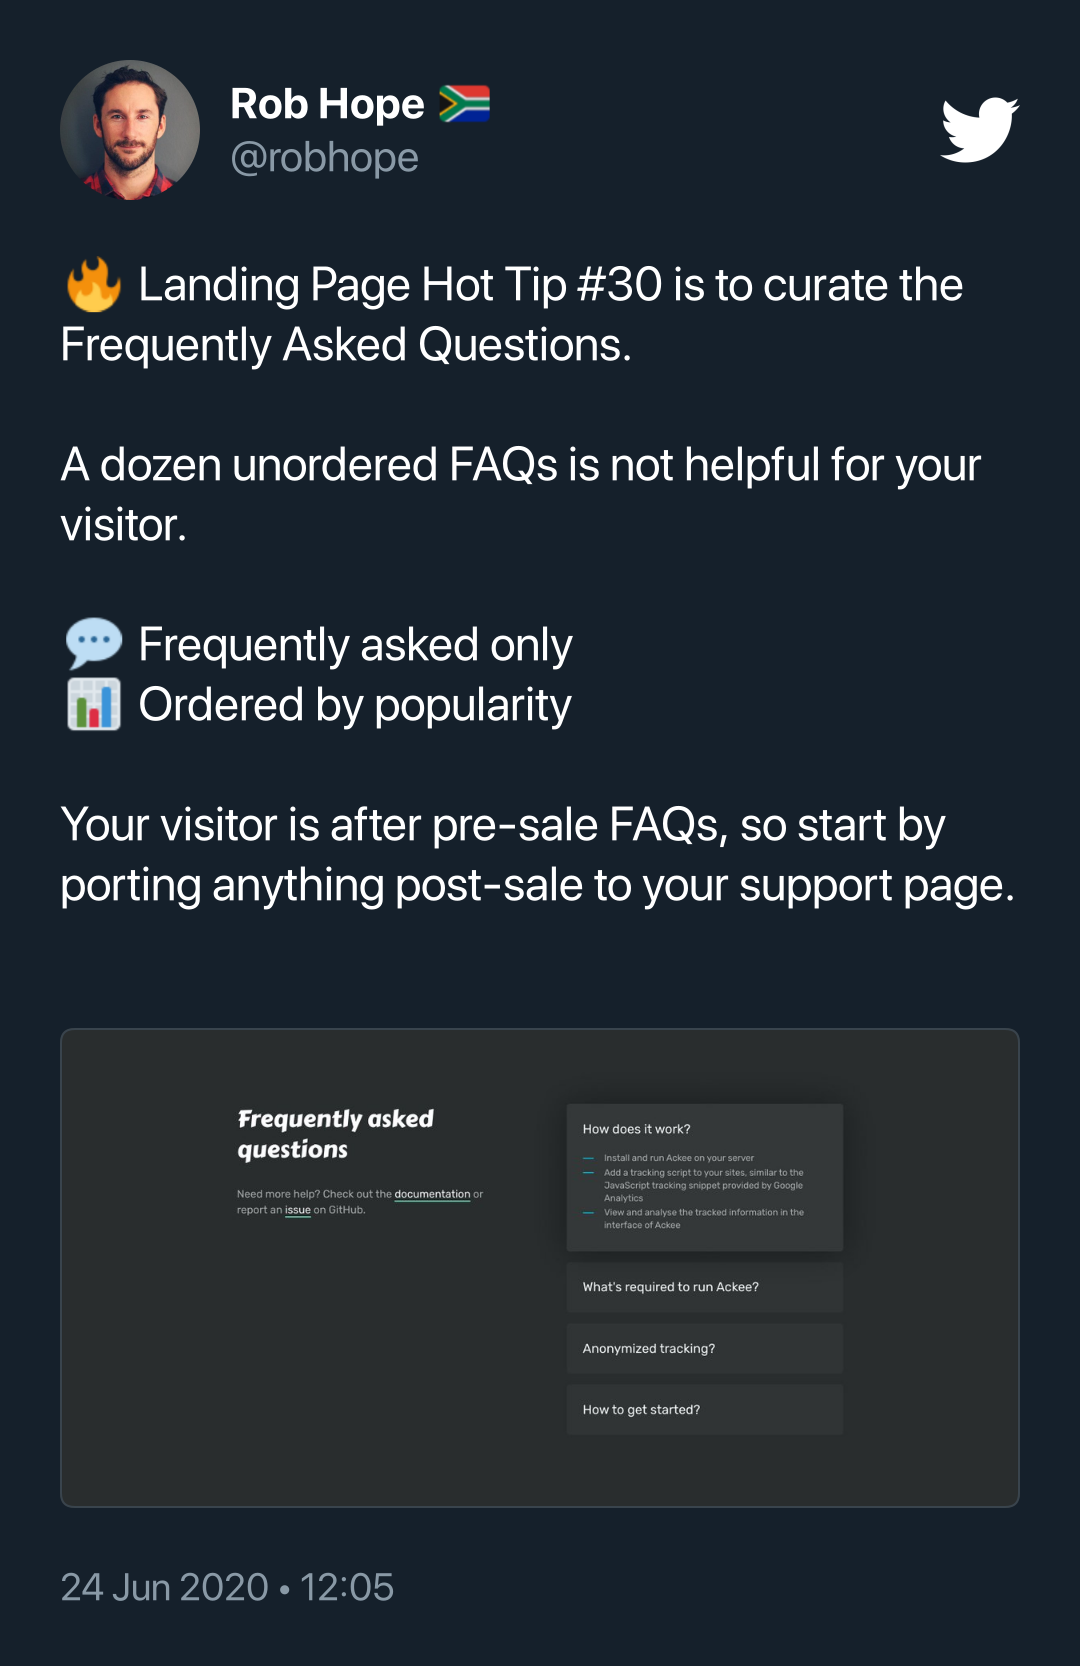 Rob Hope 🇿🇦
@robhope
🔥 Landing Page Hot Tip #30 is to curate the
Frequently Asked Questions.
A dozen unordered FAQs is not helpful for your
visitor.
💬 Frequently asked only
📊 Ordered by popularity
Your visitor is after pre-sale FAQs, so start by
porting anything post-sale to your support page.
Frequently asked
questions
Need more help? Check out the documentation or
report an issue on GitHub.
How does it work?
— Install and run Ackee on your server
— Add a tracking script to your sites, similar to the
JavaScript tracking snippet provided by Google
Analytics
— View and analyse the tracked information in the
interface of Ackee
What's required to run Ackee?
Anonymized tracking?
How to get started?
24 Jun 2020 • 12:05